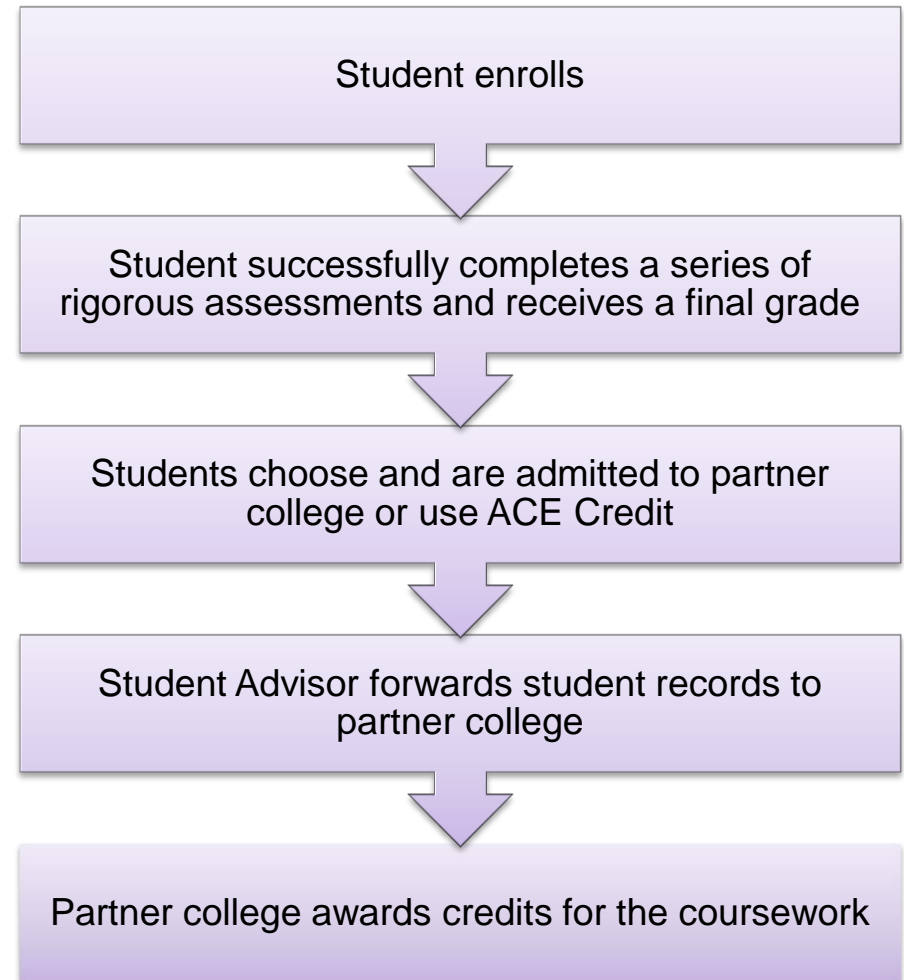 Student enrolls
Student successfully completes a series of
rigorous assessments and receives a final grade
Students choose and are admitted to partner
college or use ACE Credit
Student Advisor forwards student records to
partner college
Partner college awards credits for the coursework